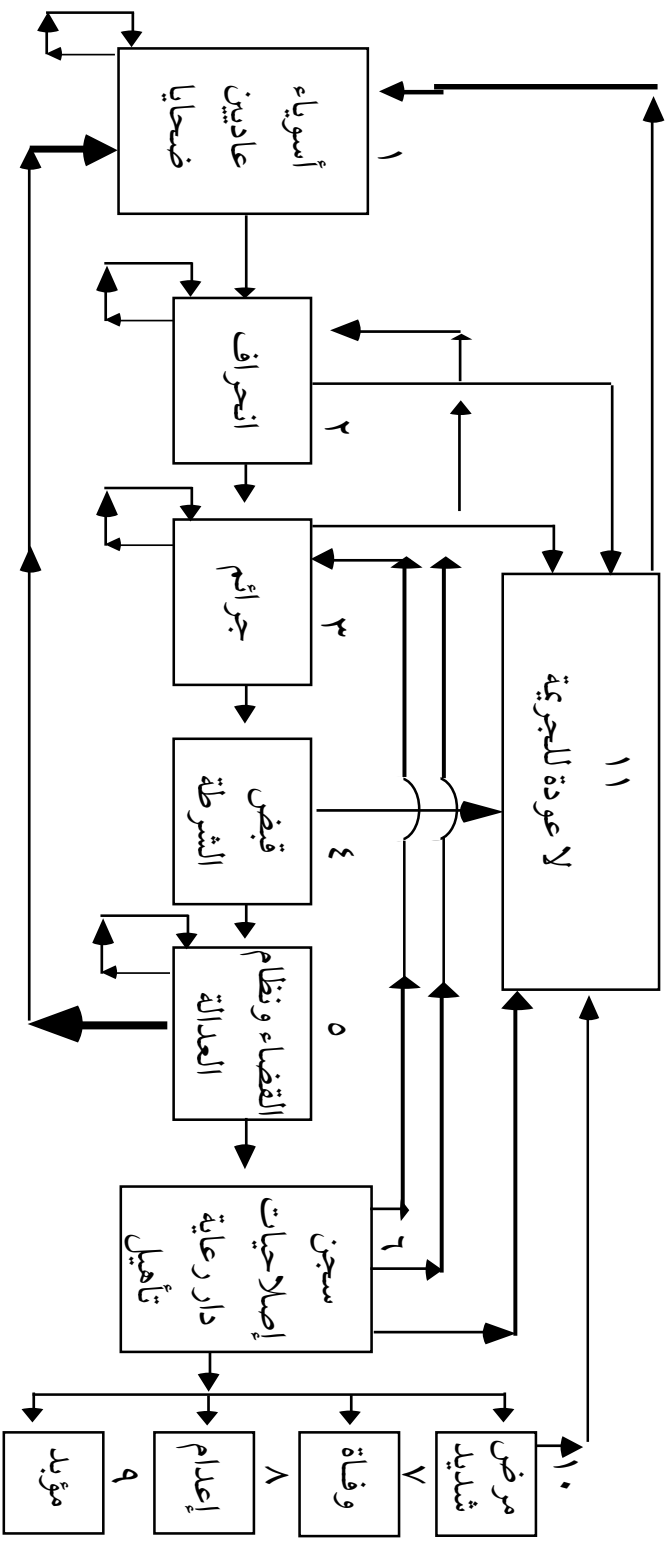 أسوياء
عاديين
ضحايا
١
انحراف
٢
جرائم
٣
قبض
الشرطة
٤
القضاء ونظام
العدالة
٥
سجن
إصلاحيات
دار رعاية
تأهيل
٦
وفاة
٧
إعدام
٨
مؤبد
٩
مرض
شديد
١٠
١١
لا عودة للجريمة